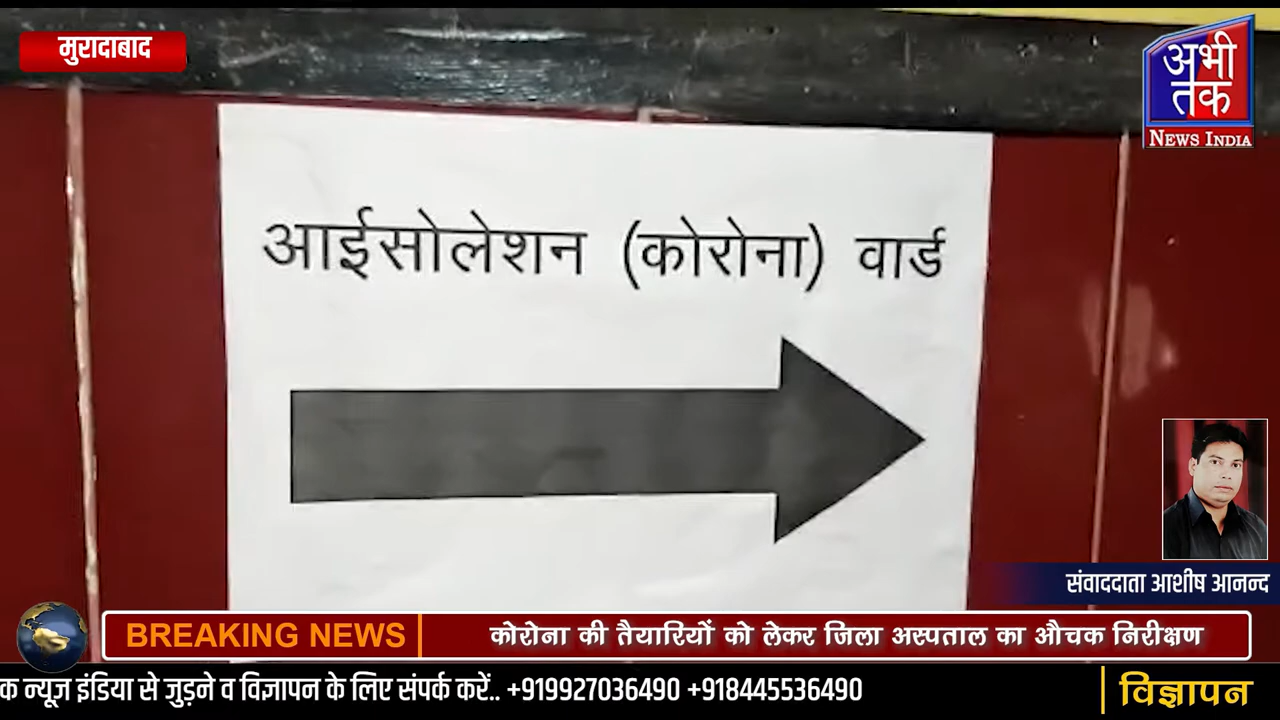 मुरादाबाद
अभी
तक
NEWS INDIA
आईसोलेशन (कोरोना) वार्ड
संवाददाता आशीष आनन्द
BREAKING NEWS
कोरोना की तैयारियों को लेकर जिला अस्पताल का औचक निरीक्षण
क न्यूज़ इंडिया से जुड़ने व विज्ञापन के लिए संपर्क करें.. +919927036490 +918445536490
विज्ञापन